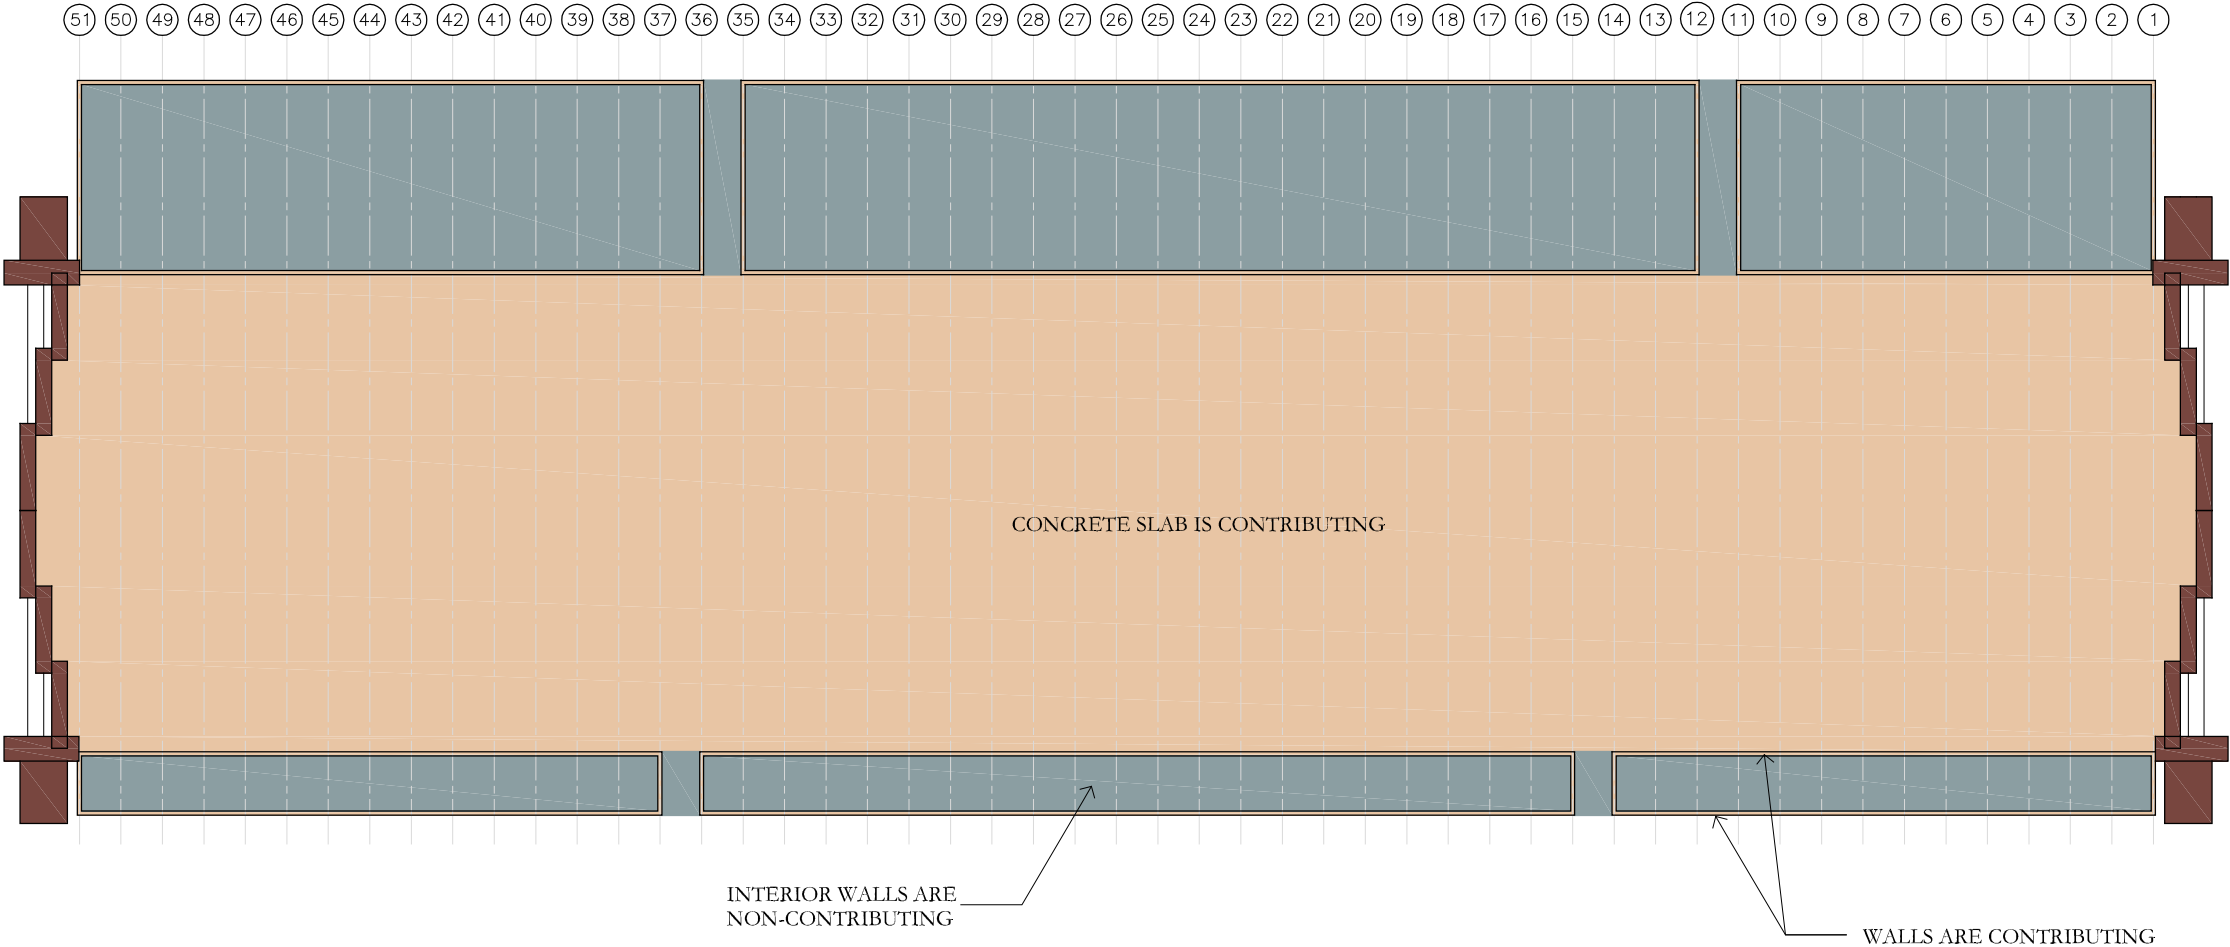 51 50 49 48 47 46 45 44 43 42 41 40 39 38 37 36 35 34 33 32 31 30 29 28 27 26 25 24 23 22 21 20 19 18 17 16 15 14 13 12 11 10 9 8 7 6 5 4 3 2 1
CONCRETE SLAB IS CONTRIBUTING
INTERIOR WALLS ARE
NON-CONTRIBUTING
WALLS ARE CONTRIBUTING